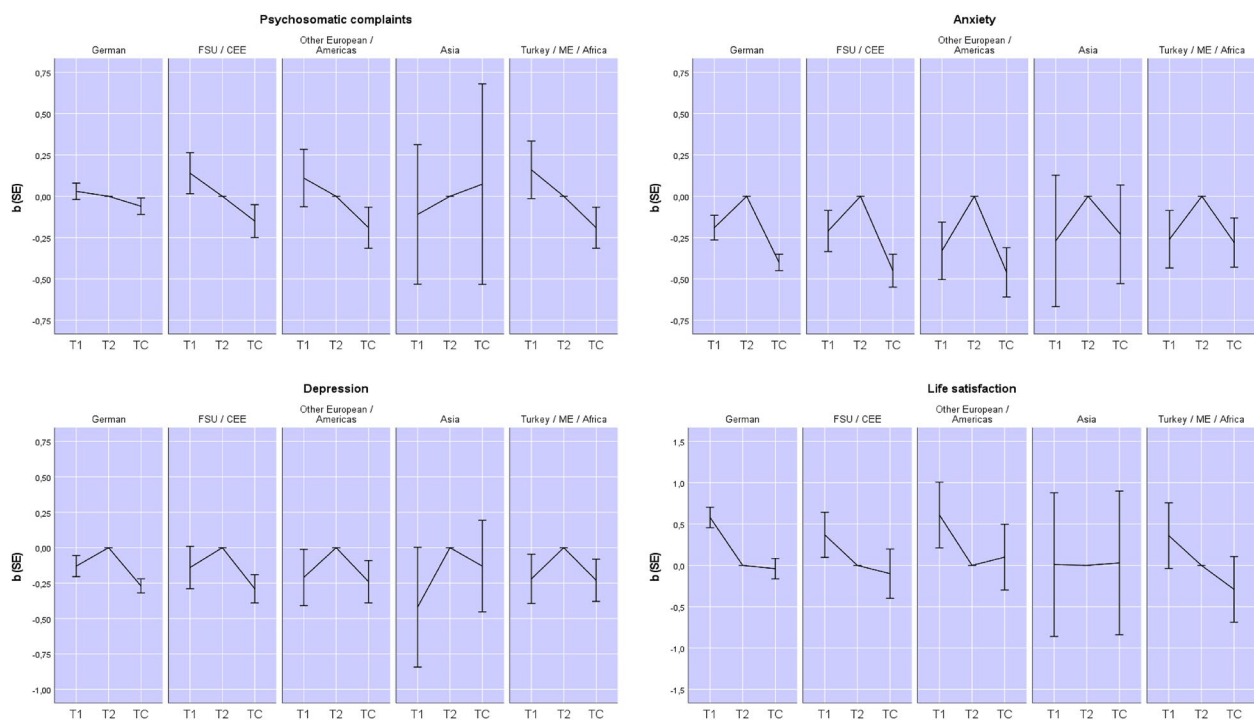 Psychosomatic complaints
German FSU / CEE Other European / Americas Asia Turkey / ME / Africa
0,75
0,50
0,25
0,00
-0,25
-0,50
-0,75
b (SE)
T1 T2 TC T1 T2 TC T1 T2 TC T1 T2 TC T1 T2 TC
Anxiety
German FSU / CEE Other European / Americas Asia Turkey / ME / Africa
0,75
0,50
0,25
0,00
-0,25
-0,50
-0,75
b (SE)
T1 T2 TC T1 T2 TC T1 T2 TC T1 T2 TC T1 T2 TC
Depression
German FSU / CEE Other European / Americas Asia Turkey / ME / Africa
0,75
0,50
0,25
0,00
-0,25
-0,50
-0,75
-1,00
b (SE)
T1 T2 TC T1 T2 TC T1 T2 TC T1 T2 TC T1 T2 TC
Life satisfaction
German FSU / CEE Other European / Americas Asia Turkey / ME / Africa
1,5
1,0
0,5
0,0
-0,5
-1,0
-1,5
b (SE)
T1 T2 TC T1 T2 TC T1 T2 TC T1 T2 TC T1 T2 TC